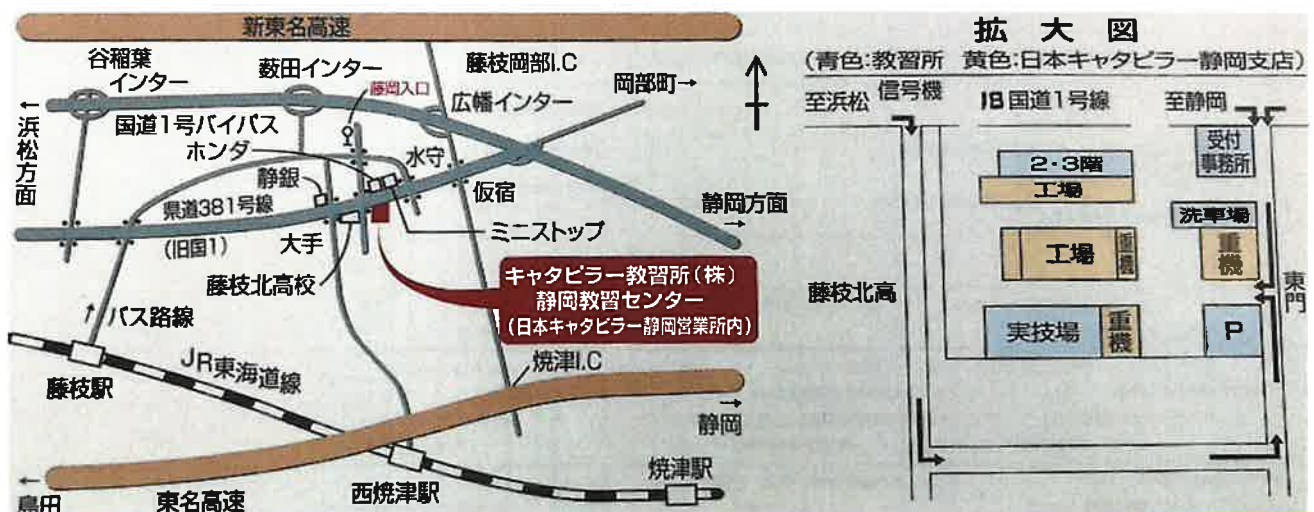 新東名高速
谷稲葉
インター
薮田インター
藤岡入口
藤枝岡部I.C
岡部町→
広幡インター
←浜松方面
国道1号バイパス
ホンダ
水守
静銀
仮宿
県道381号線
(旧国1)
静岡方面
→
大手
ミニストップ
藤枝北高校
キャタピラー教習所(株)
静岡教習センター
(日本キャタピラー静岡営業所内)
バス路線
JR東海道線
焼津I.C
藤枝駅
→
静岡
←
島田
東名高速
西焼津駅
焼津駅
拡大図
(青色:教習所 黄色:日本キャタピラー静岡支店)
至浜松 信号機 旧国道1号線 至静岡
受付
事務所
2・3階
工場
洗車場
工場
重機
重機
藤枝北高
東門
実技場
重機
P